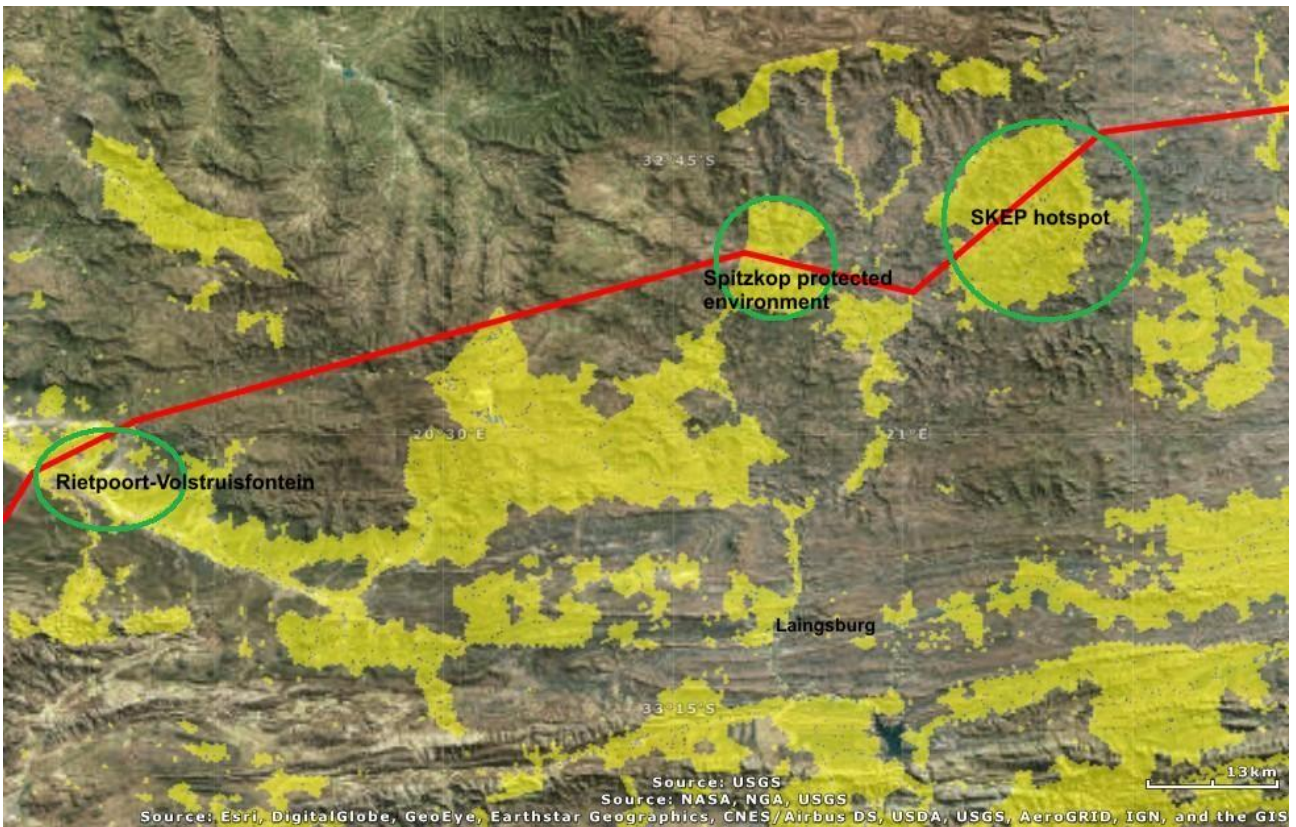 32°45'S
SKEP hotspot
Spitzkop protected
environment
20°30'E
21°E
Rietpoort-Volstruisfontein
Laingsburg
33°15'S
13km
Source: USGS
Source: NASA, NGA, USGS
Source: Esri, DigitalGlobe, GeoEye, Earthstar Geographics, CNES/Airbus DS, USDA, USGS, AeroGRID, IGN, and the GIS